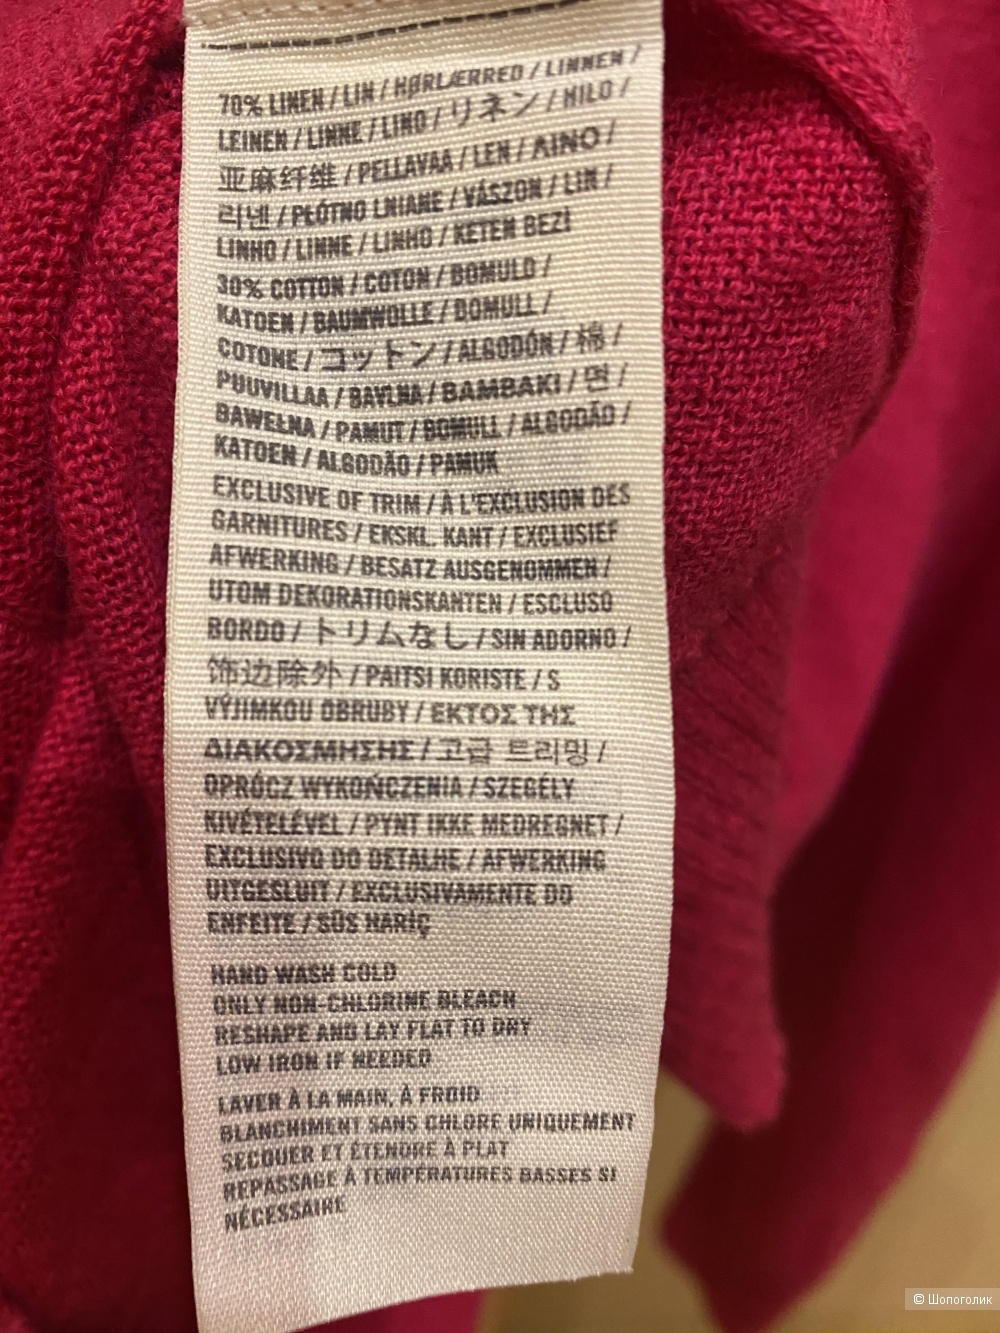 70% LINEN / LIN / HØRLÆRRED / LINNEN /
LEINEN / LINNE / LINO / リネン / HILO /
亚麻纤维 / PELLAVAA / LEN / ΛΙΝΟ /
리넨 / PŁÓTNO LNIANE / VÁSZON / LIN /
LINHO / LINNE / LINHO / KETEN BEZİ
30% COTTON / COTON / BOMULD /
KATOEN / BAUMWOLLE / BOMULL /
COTONE / コットン / ALGODÓN / 棉 /
PUUVILLAA / BAVLNA / BAMBAKI / 면 /
BAWEŁNA / PAMUT / BOMULL / ALGODÃO /
KATOEN / ALGODÃO / PAMUK
EXCLUSIVE OF TRIM / À L'EXCLUSION DES
GARNITURES / EKSKL. KANT / EXCLUSIEF
AFWERKING / BESATZ AUSGENOMMEN /
UTOM DEKORATIONSKANTEN / ESCLUSO
BORDO / トリムなし / SIN ADORNO /
饰边除外 / PAITSI KORISTE / S
VÝJIMKOU OBRUBY / ΕΚΤΟΣ ΤΗΣ
ΔΙΑΚΟΣΜΗΣΗΣ / 고급 트리밍 /
OPRÓCZ WYKOŃCZENIA / SZEGÉLY
KIVÉTELÉVEL / PYNT IKKE MEDREGNET /
EXCLUSIVO DO DETALHE / AFWERKING
UITGESLUIT / EXCLUSIVAMENTE DO
ENFEITE / SÜS HARİÇ
HAND WASH COLD
ONLY NON-CHLORINE BLEACH
RESHAPE AND LAY FLAT TO DRY
LOW IRON IF NEEDED
LAVER À LA MAIN, À FROID
BLANCHIMENT SANS CHLORE UNIQUEMENT
SECOUER ET ÉTENDRE À PLAT
REPASSAGE À TEMPÉRATURES BASSES SI
NÉCESSAIRE
© Шопоголик